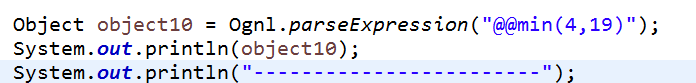 Object object10 = Ognl.parseExpression("@@min(4,19)");
System.out.println(object10);
System.out.println("------------------------");